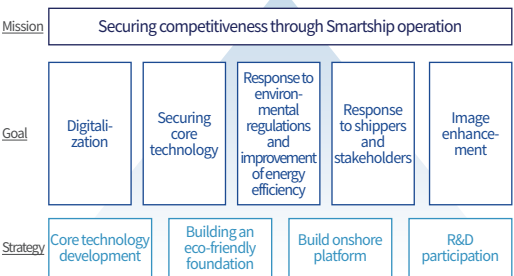 Mission
Securing competitiveness through Smartship operation
Goal
Digitali-
zation
Securing
core
technology
Response to
environ-
mental
regulations
and
improvement
of energy
efficiency
Response
to shippers
and
stakeholders
Image
enhance-
ment
Strategy
Core technology
development
Building an
eco-friendly
foundation
Build onshore
platform
R&D
participation